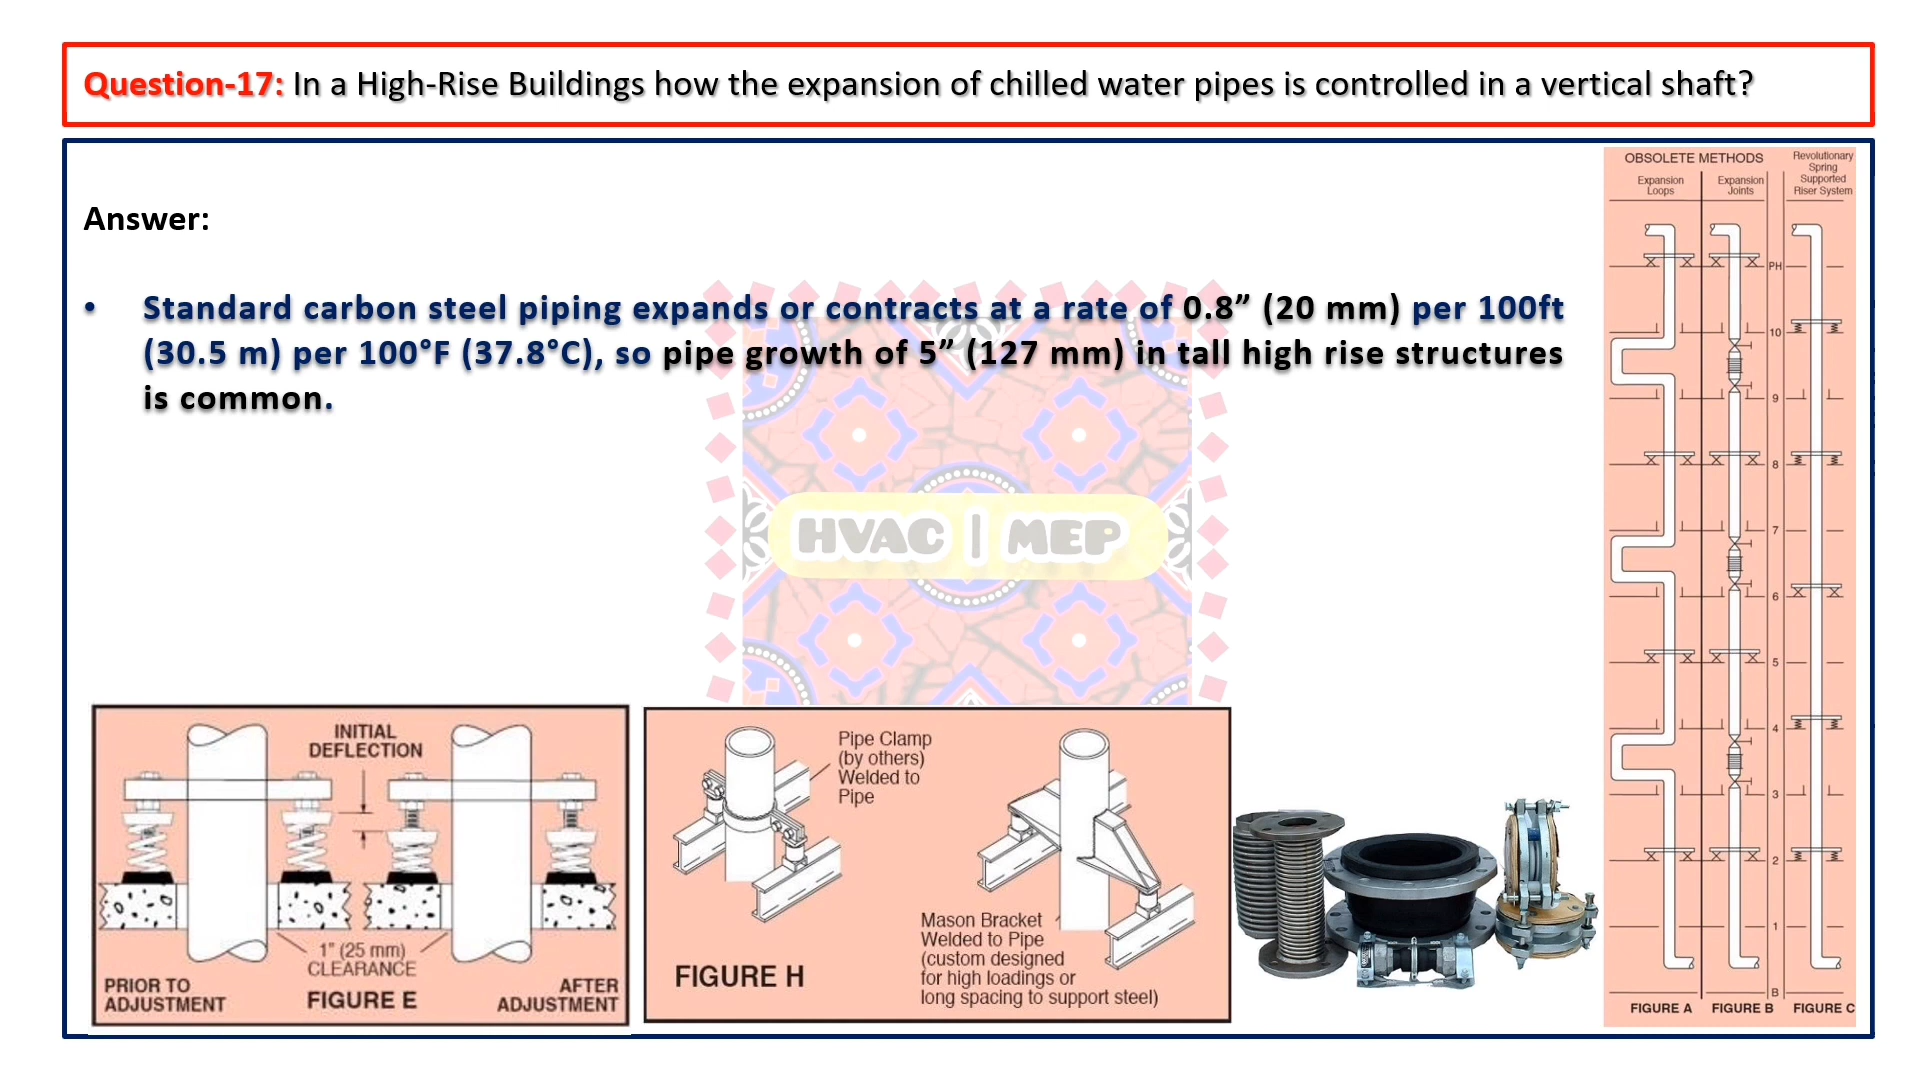 Question-17: In a High-Rise Buildings how the expansion of chilled water pipes is controlled in a vertical shaft?
Answer:
• Standard carbon steel piping expands or contracts at a rate of 0.8” (20 mm) per 100ft
(30.5 m) per 100°F (37.8°C), so pipe growth of 5” (127 mm) in tall high rise structures
is common.
HVAC | MEP
INITIAL
DEFLECTION
1” (25 mm)
CLEARANCE
PRIOR TO
ADJUSTMENT
FIGURE E
AFTER
ADJUSTMENT
Pipe Clamp
(by others)
Welded to
Pipe
FIGURE H
Mason Bracket
Welded to Pipe
(custom designed
for high loadings or
long spacing to support steel)
OBSOLETE METHODS
Expansion
Loops
Expansion
Joints
Revolutionary
Spring
Supported
Riser System
PH
10
9
8
7
6
5
4
3
2
1
B
FIGURE A
FIGURE B
FIGURE C